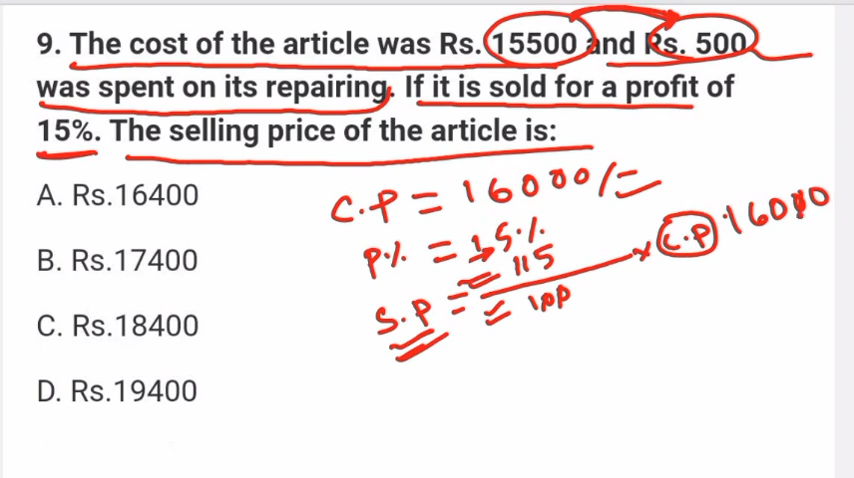 9. The cost of the article was Rs. 15500 and Rs. 500
was spent on its repairing. If it is sold for a profit of
15%. The selling price of the article is:
A. Rs.16400
B. Rs.17400
C. Rs.18400
D. Rs.19400
C.P = 16000/=
P% = 15%
S.P = 115/100 × C.P 16000